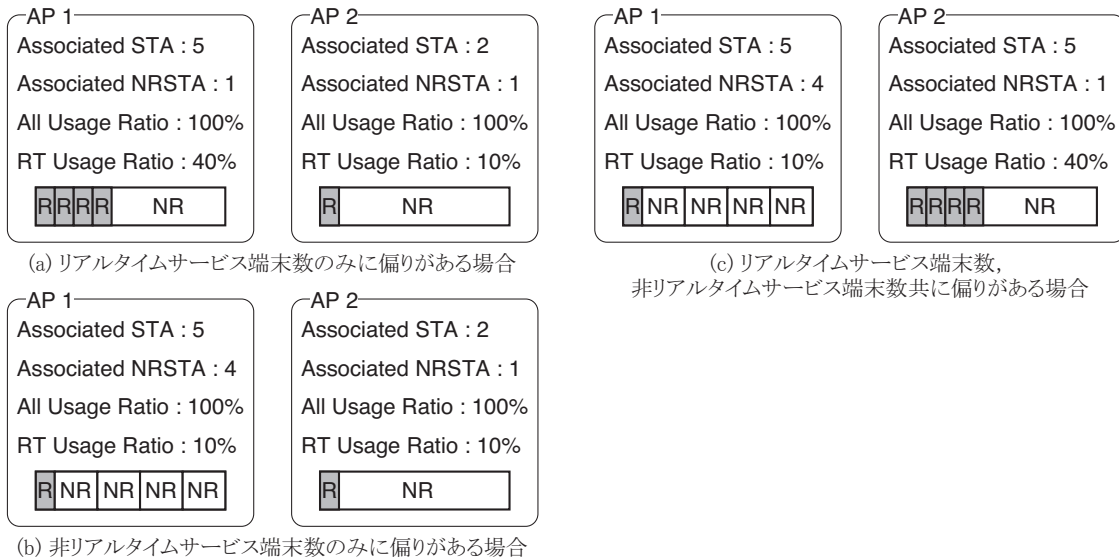 AP 1
Associated STA : 5
Associated NRSTA : 1
All Usage Ratio : 100%
RT Usage Ratio : 40%
R R R R NR
AP 2
Associated STA : 2
Associated NRSTA : 1
All Usage Ratio : 100%
RT Usage Ratio : 10%
R NR
(a) リアルタイムサービス端末数のみに偏りがある場合
AP 1
Associated STA : 5
Associated NRSTA : 4
All Usage Ratio : 100%
RT Usage Ratio : 10%
R NR NR NR NR
AP 2
Associated STA : 2
Associated NRSTA : 1
All Usage Ratio : 100%
RT Usage Ratio : 10%
R NR
(b) 非リアルタイムサービス端末数のみに偏りがある場合
AP 1
Associated STA : 5
Associated NRSTA : 4
All Usage Ratio : 100%
RT Usage Ratio : 10%
R NR NR NR NR
AP 2
Associated STA : 5
Associated NRSTA : 1
All Usage Ratio : 100%
RT Usage Ratio : 40%
R R R R NR
(c) リアルタイムサービス端末数,
非リアルタイムサービス端末数共に偏りがある場合